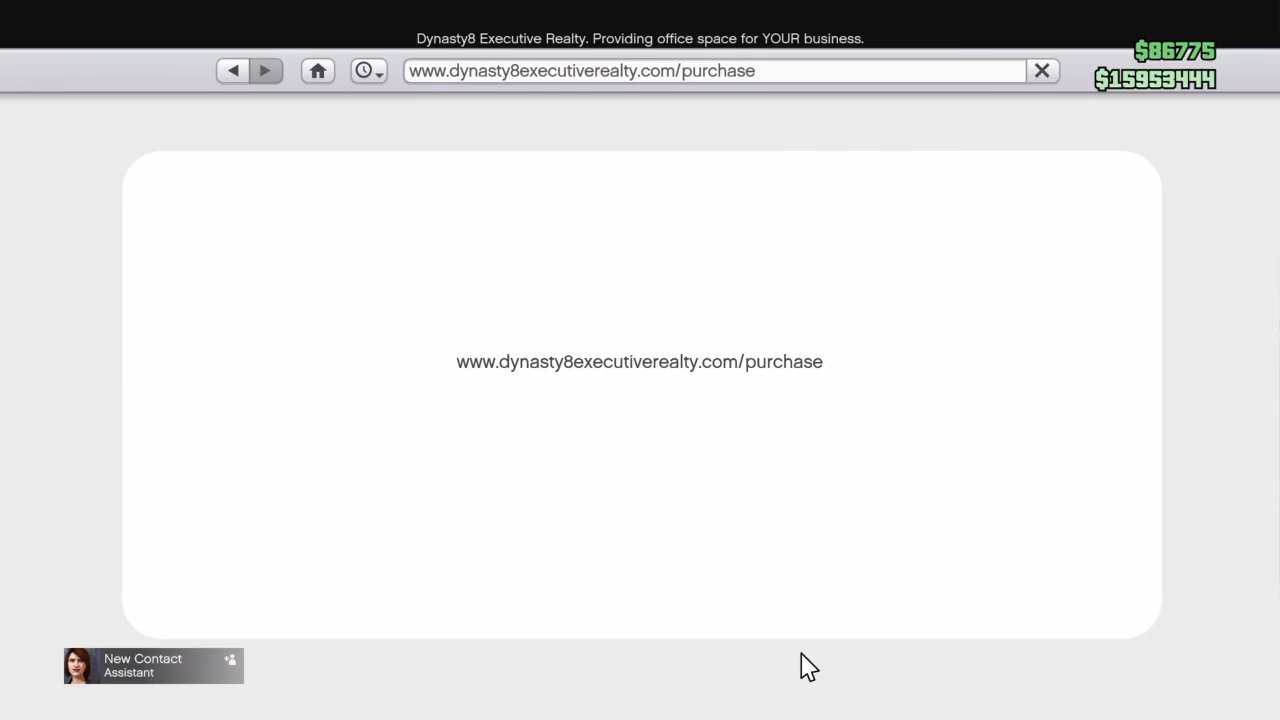 Dynasty8 Executive Realty. Providing office space for YOUR business.
$86775
www.dynasty8executiverealty.com/purchase
$15953444
www.dynasty8executiverealty.com/purchase
New Contact
Assistant